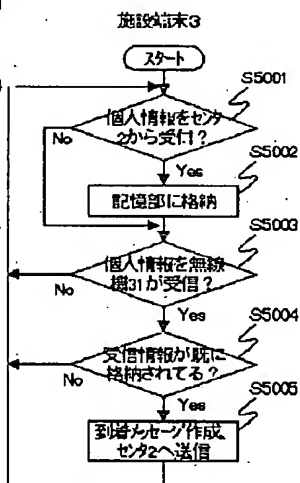 施設端末3
スタート
S5001
個人情報をセンタ
2から受付?
No
Yes
S5002
記憶部に格納
S5003
個人情報を無線
機31が受信?
No
Yes
S5004
受信情報が既に
格納されてる?
No
Yes
S5005
到着メッセージ作成、
センタ2へ送信